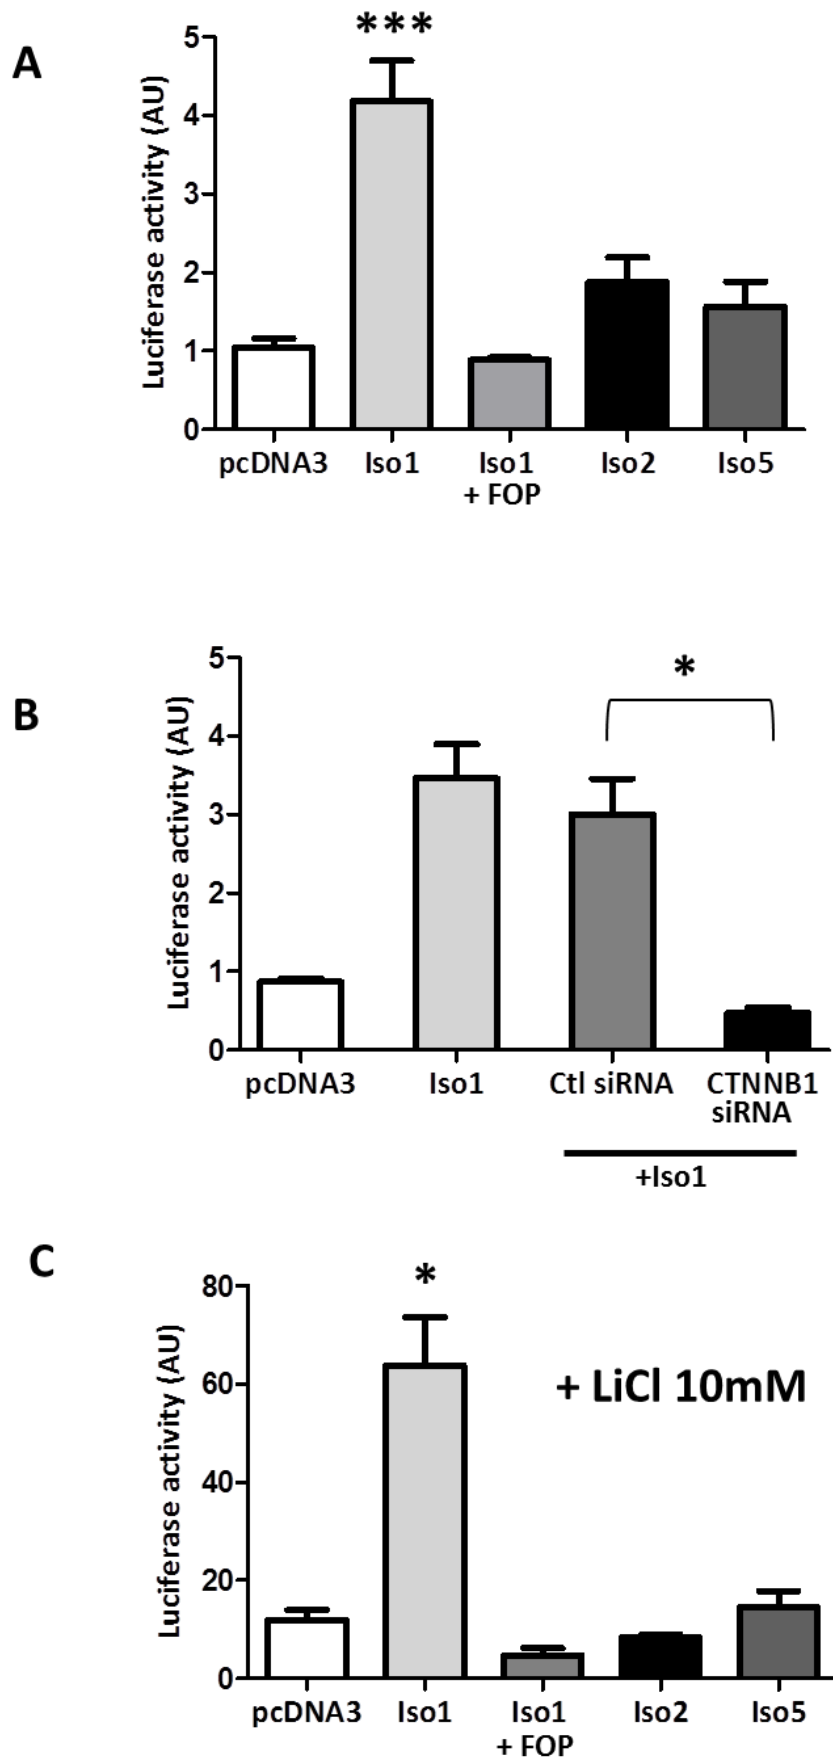 A
***
Luciferase activity (AU)
5
4
3
2
1
0
pcDNA3 Iso1 Iso1 Iso2 Iso5
+ FOP
B
*
Luciferase activity (AU)
5
4
3
2
1
0
pcDNA3 Iso1 Ctl siRNA CTNNB1
siRNA
+Iso1
C
*
Luciferase activity (AU)
80
60
40
20
0
+ LiCl 10mM
pcDNA3 Iso1 Iso1 Iso2 Iso5
+ FOP